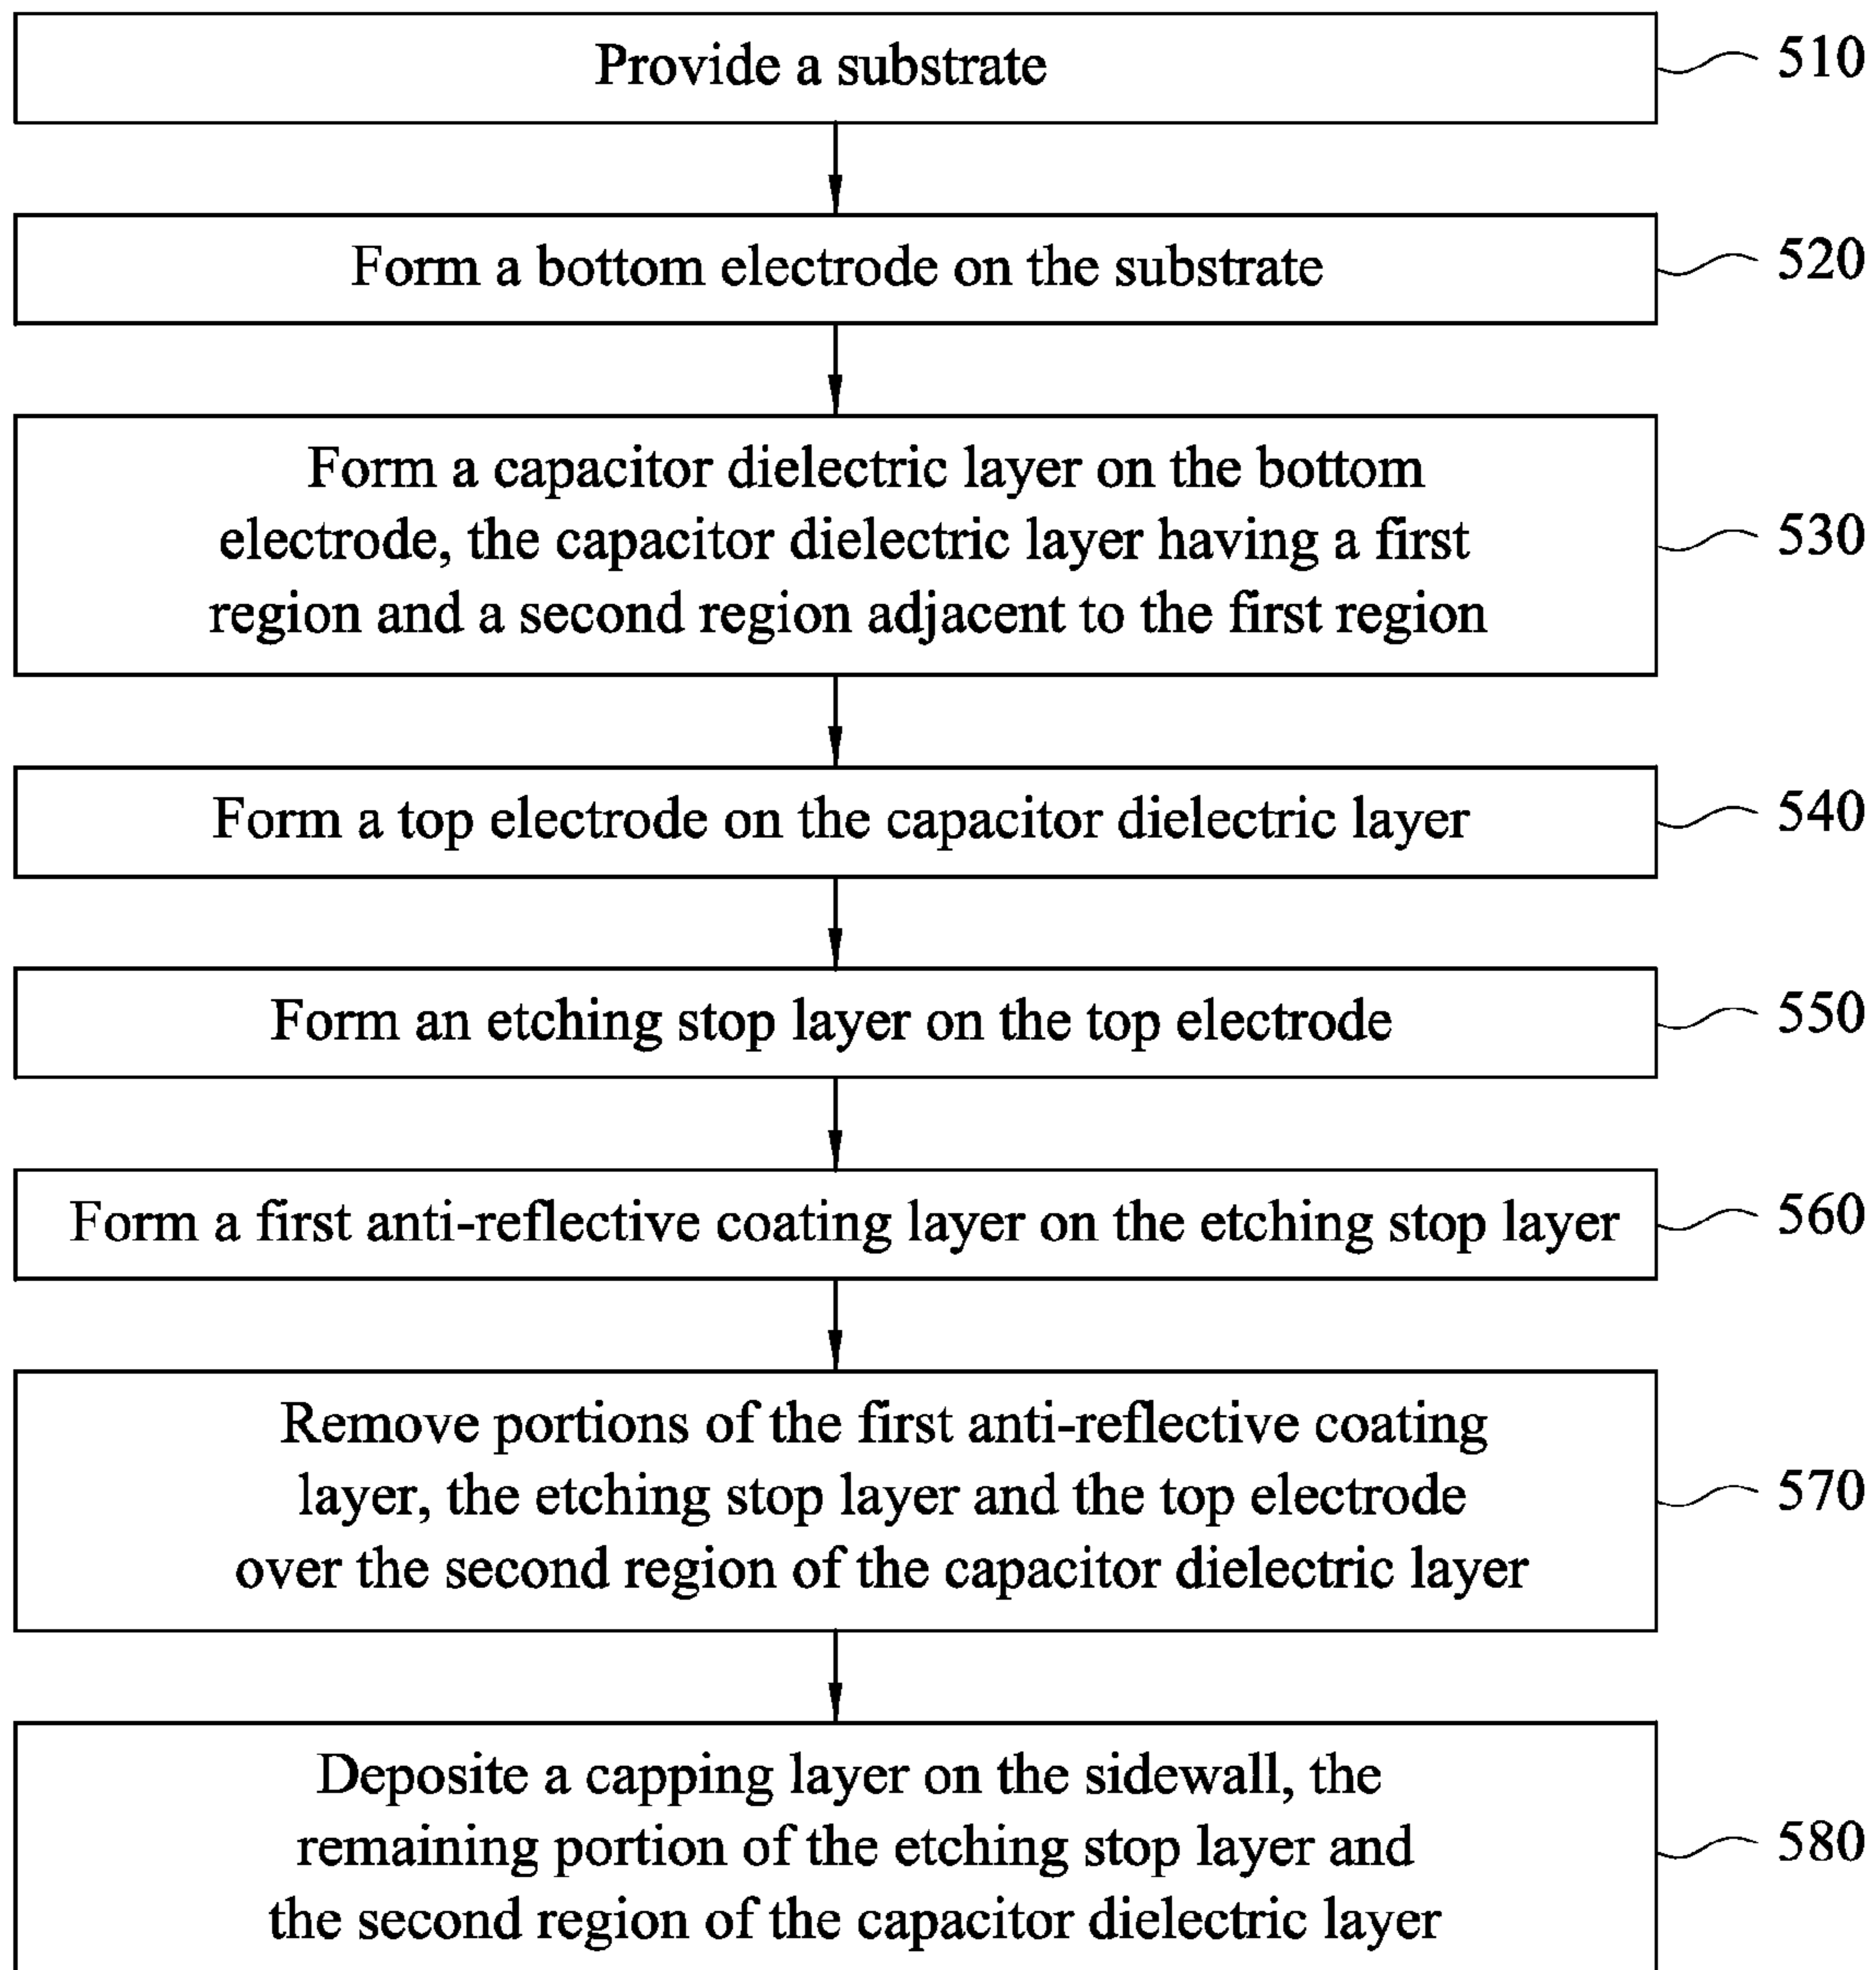 Provide a substrate
510
Form a bottom electrode on the substrate
520
Form a capacitor dielectric layer on the bottom
electrode, the capacitor dielectric layer having a first
region and a second region adjacent to the first region
530
Form a top electrode on the capacitor dielectric layer
540
Form an etching stop layer on the top electrode
550
Form a first anti-reflective coating layer on the etching stop layer
560
Remove portions of the first anti-reflective coating
layer, the etching stop layer and the top electrode
over the second region of the capacitor dielectric layer
570
Deposite a capping layer on the sidewall, the
remaining portion of the etching stop layer and
the second region of the capacitor dielectric layer
580